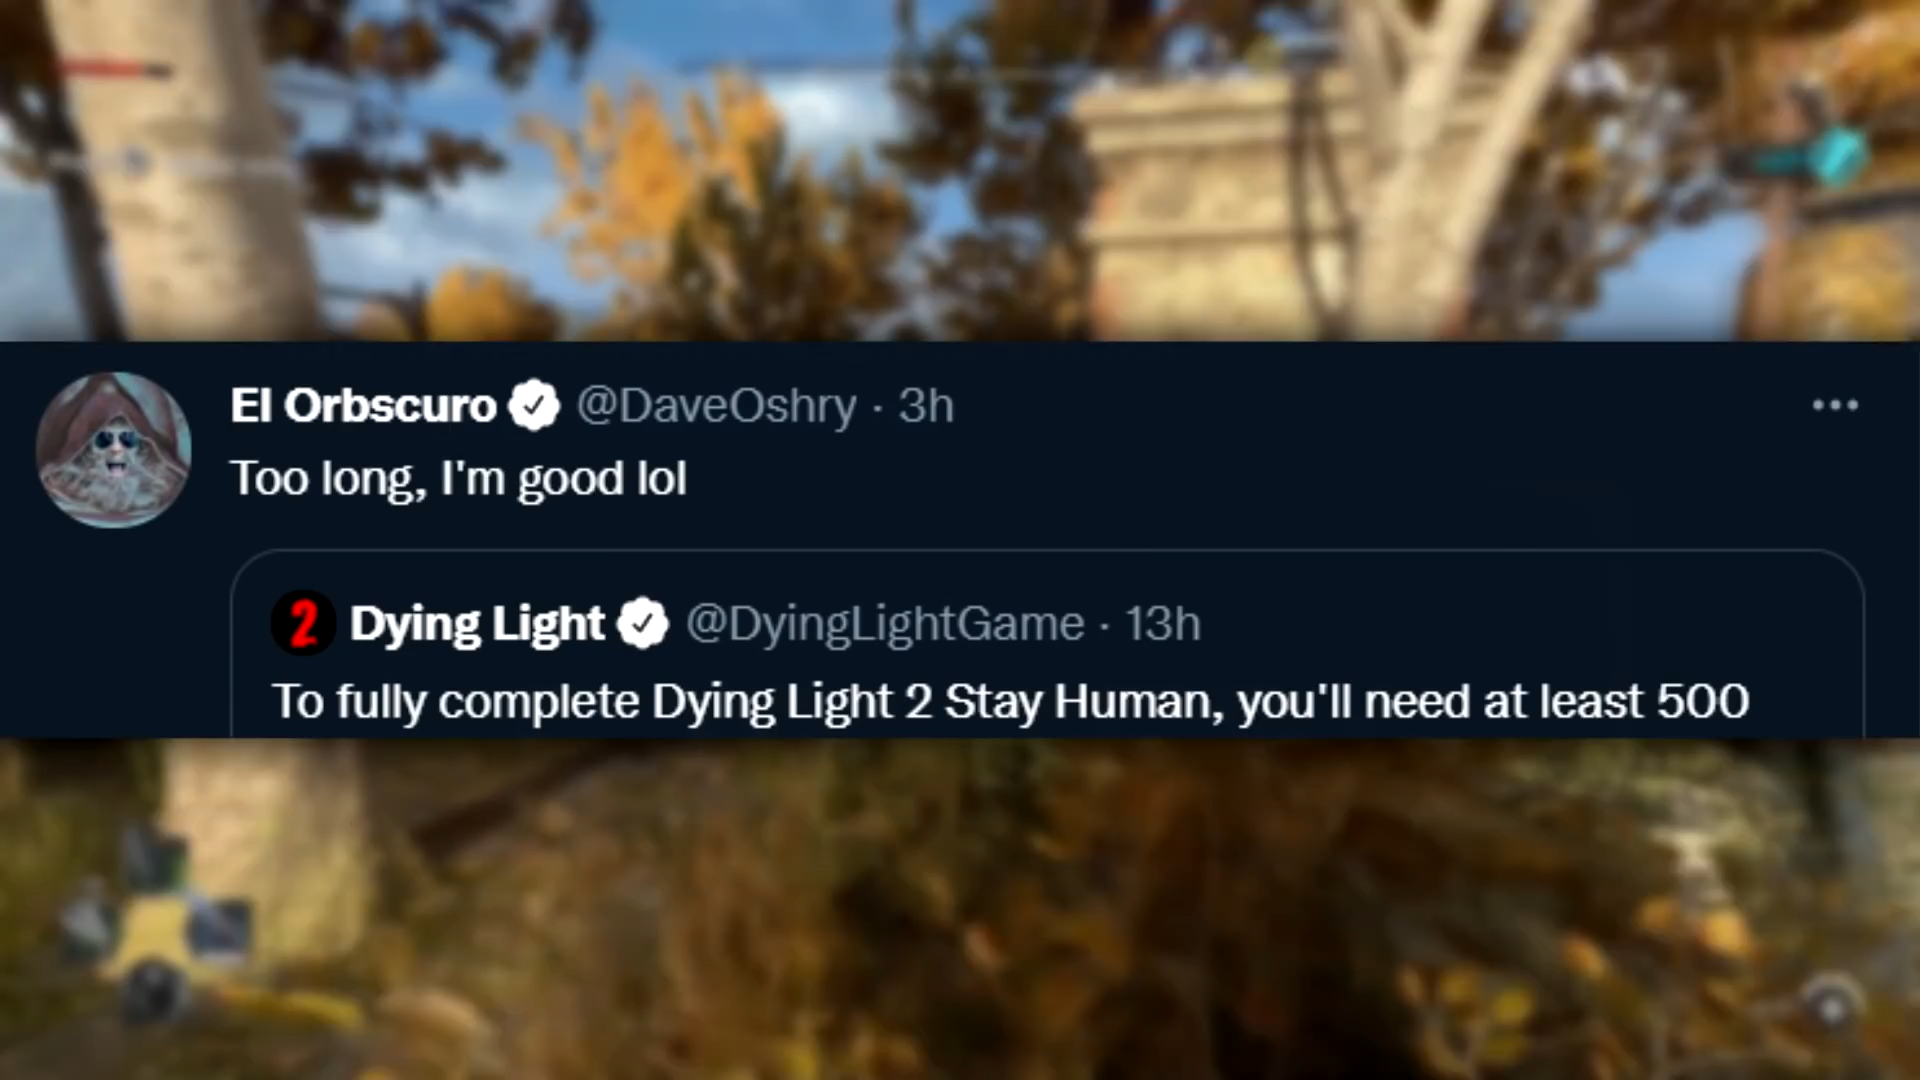 El Orbscuro @DaveOshry · 3h
Too long, I'm good lol
2 Dying Light @DyingLightGame · 13h
To fully complete Dying Light 2 Stay Human, you'll need at least 500